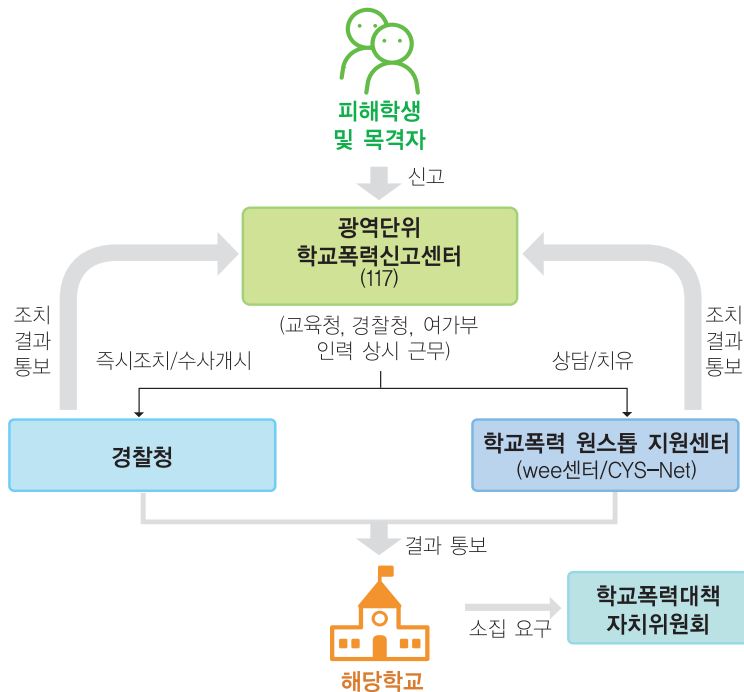 피해학생
및 목격자
신고
광역단위
학교폭력신고센터
(117)
(교육청, 경찰청, 여가부
인력 상시 근무)
조치
결과
통보
즉시조치/수사개시
상담/치유
조치
결과
통보
경찰청
학교폭력 원스톱 지원센터
(wee센터/CYS-Net)
결과 통보
소집 요구
학교폭력대책
자치위원회
해당학교